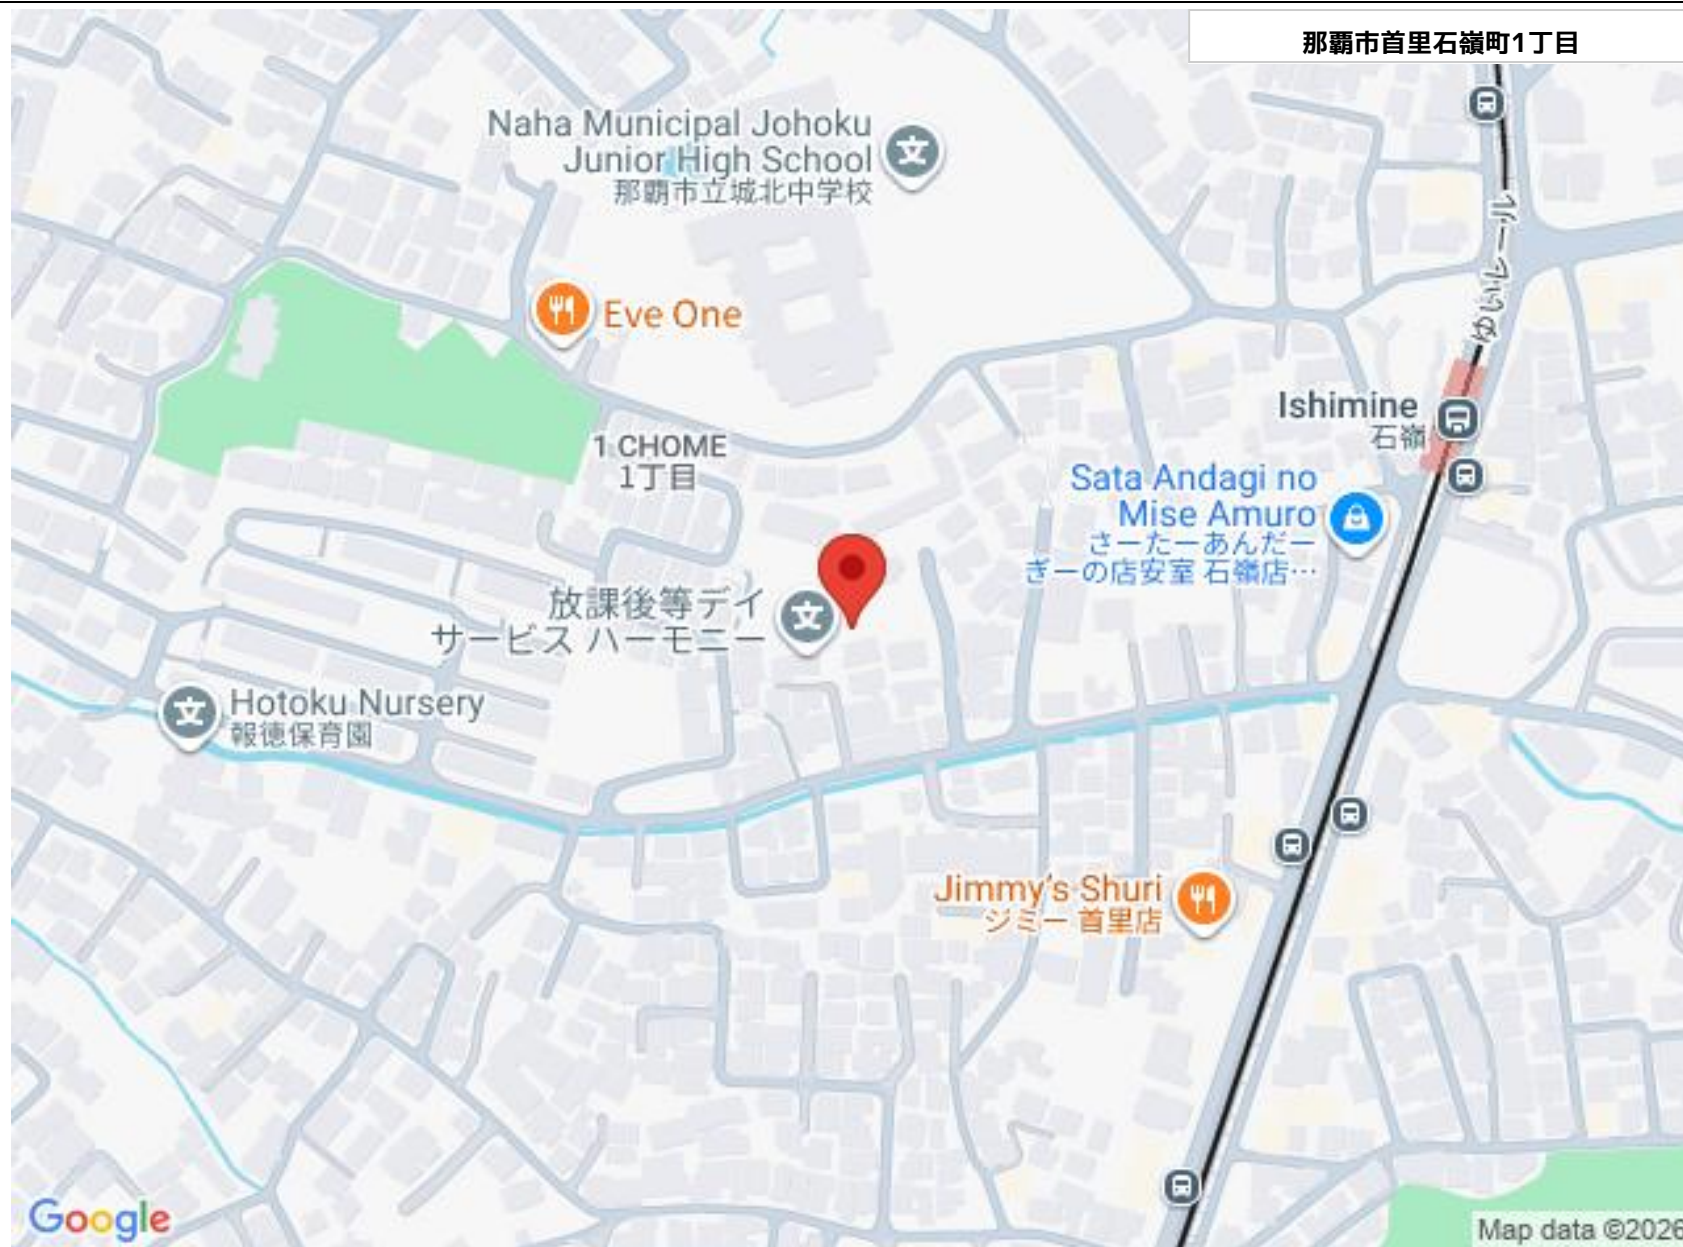 那覇市首里石嶺町1丁目
Naha Municipal Johoku
Junior High School
那覇市立城北中学校
ゆいレール
Eve One
Ishimine
石嶺
1 CHOME
1丁目
Sata Andagi no
Mise Amuro
さーたーあんだー
ぎーの店安室 石嶺店…
放課後等デイ
サービス ハーモニー
Hotoku Nursery
報徳保育園
Jimmy's Shuri
ジミー 首里店
Google
Map data ©2026